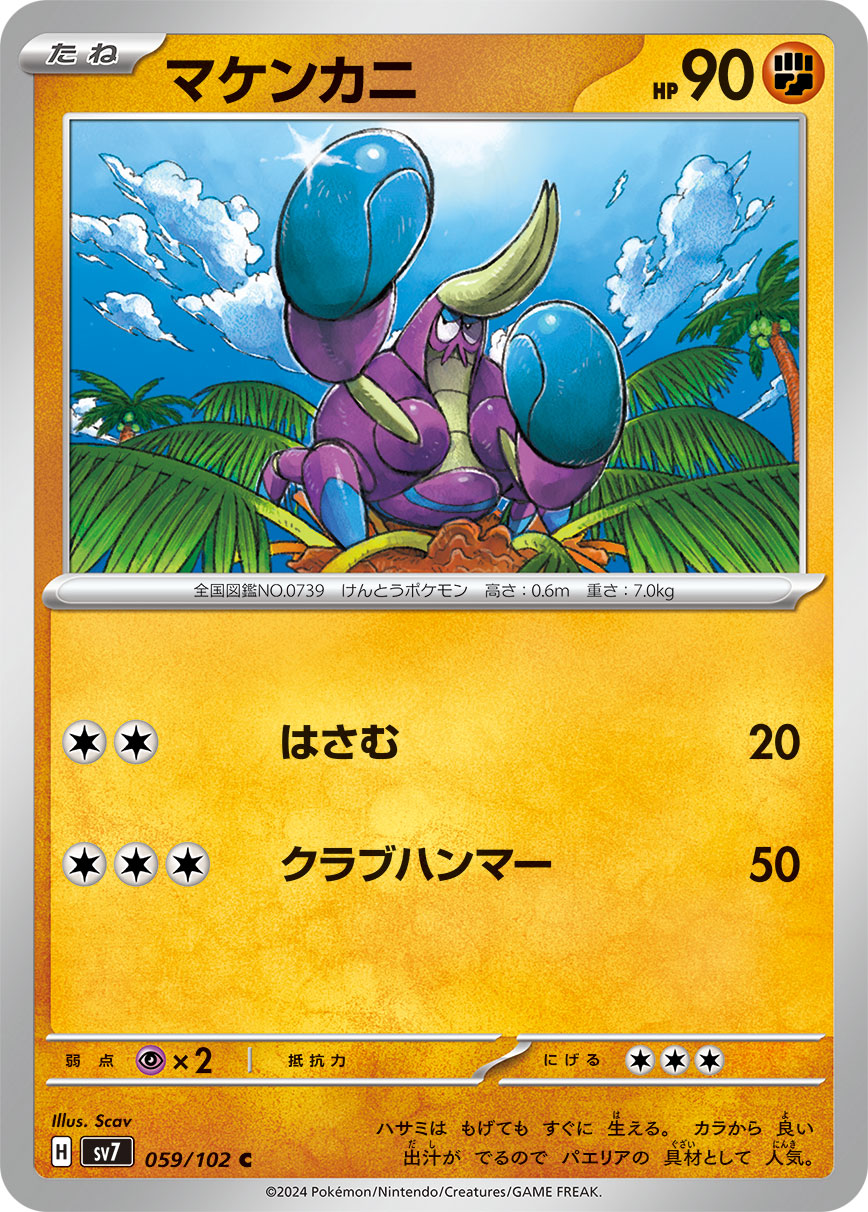 たね
マケンカニ
HP 90
全国図鑑NO.0739 けんとうポケモン 高さ:0.6m 重さ:7.0kg
はさむ 20
クラブハンマー 50
弱点 ×2 抵抗力 にげる
Illus. Scav
ハサミは もげても すぐに 生える。 カラから 良い
出汁が でるので パエリアの 具材として 人気。
H sv7 059/102 C
©2024 Pokémon/Nintendo/Creatures/GAME FREAK.